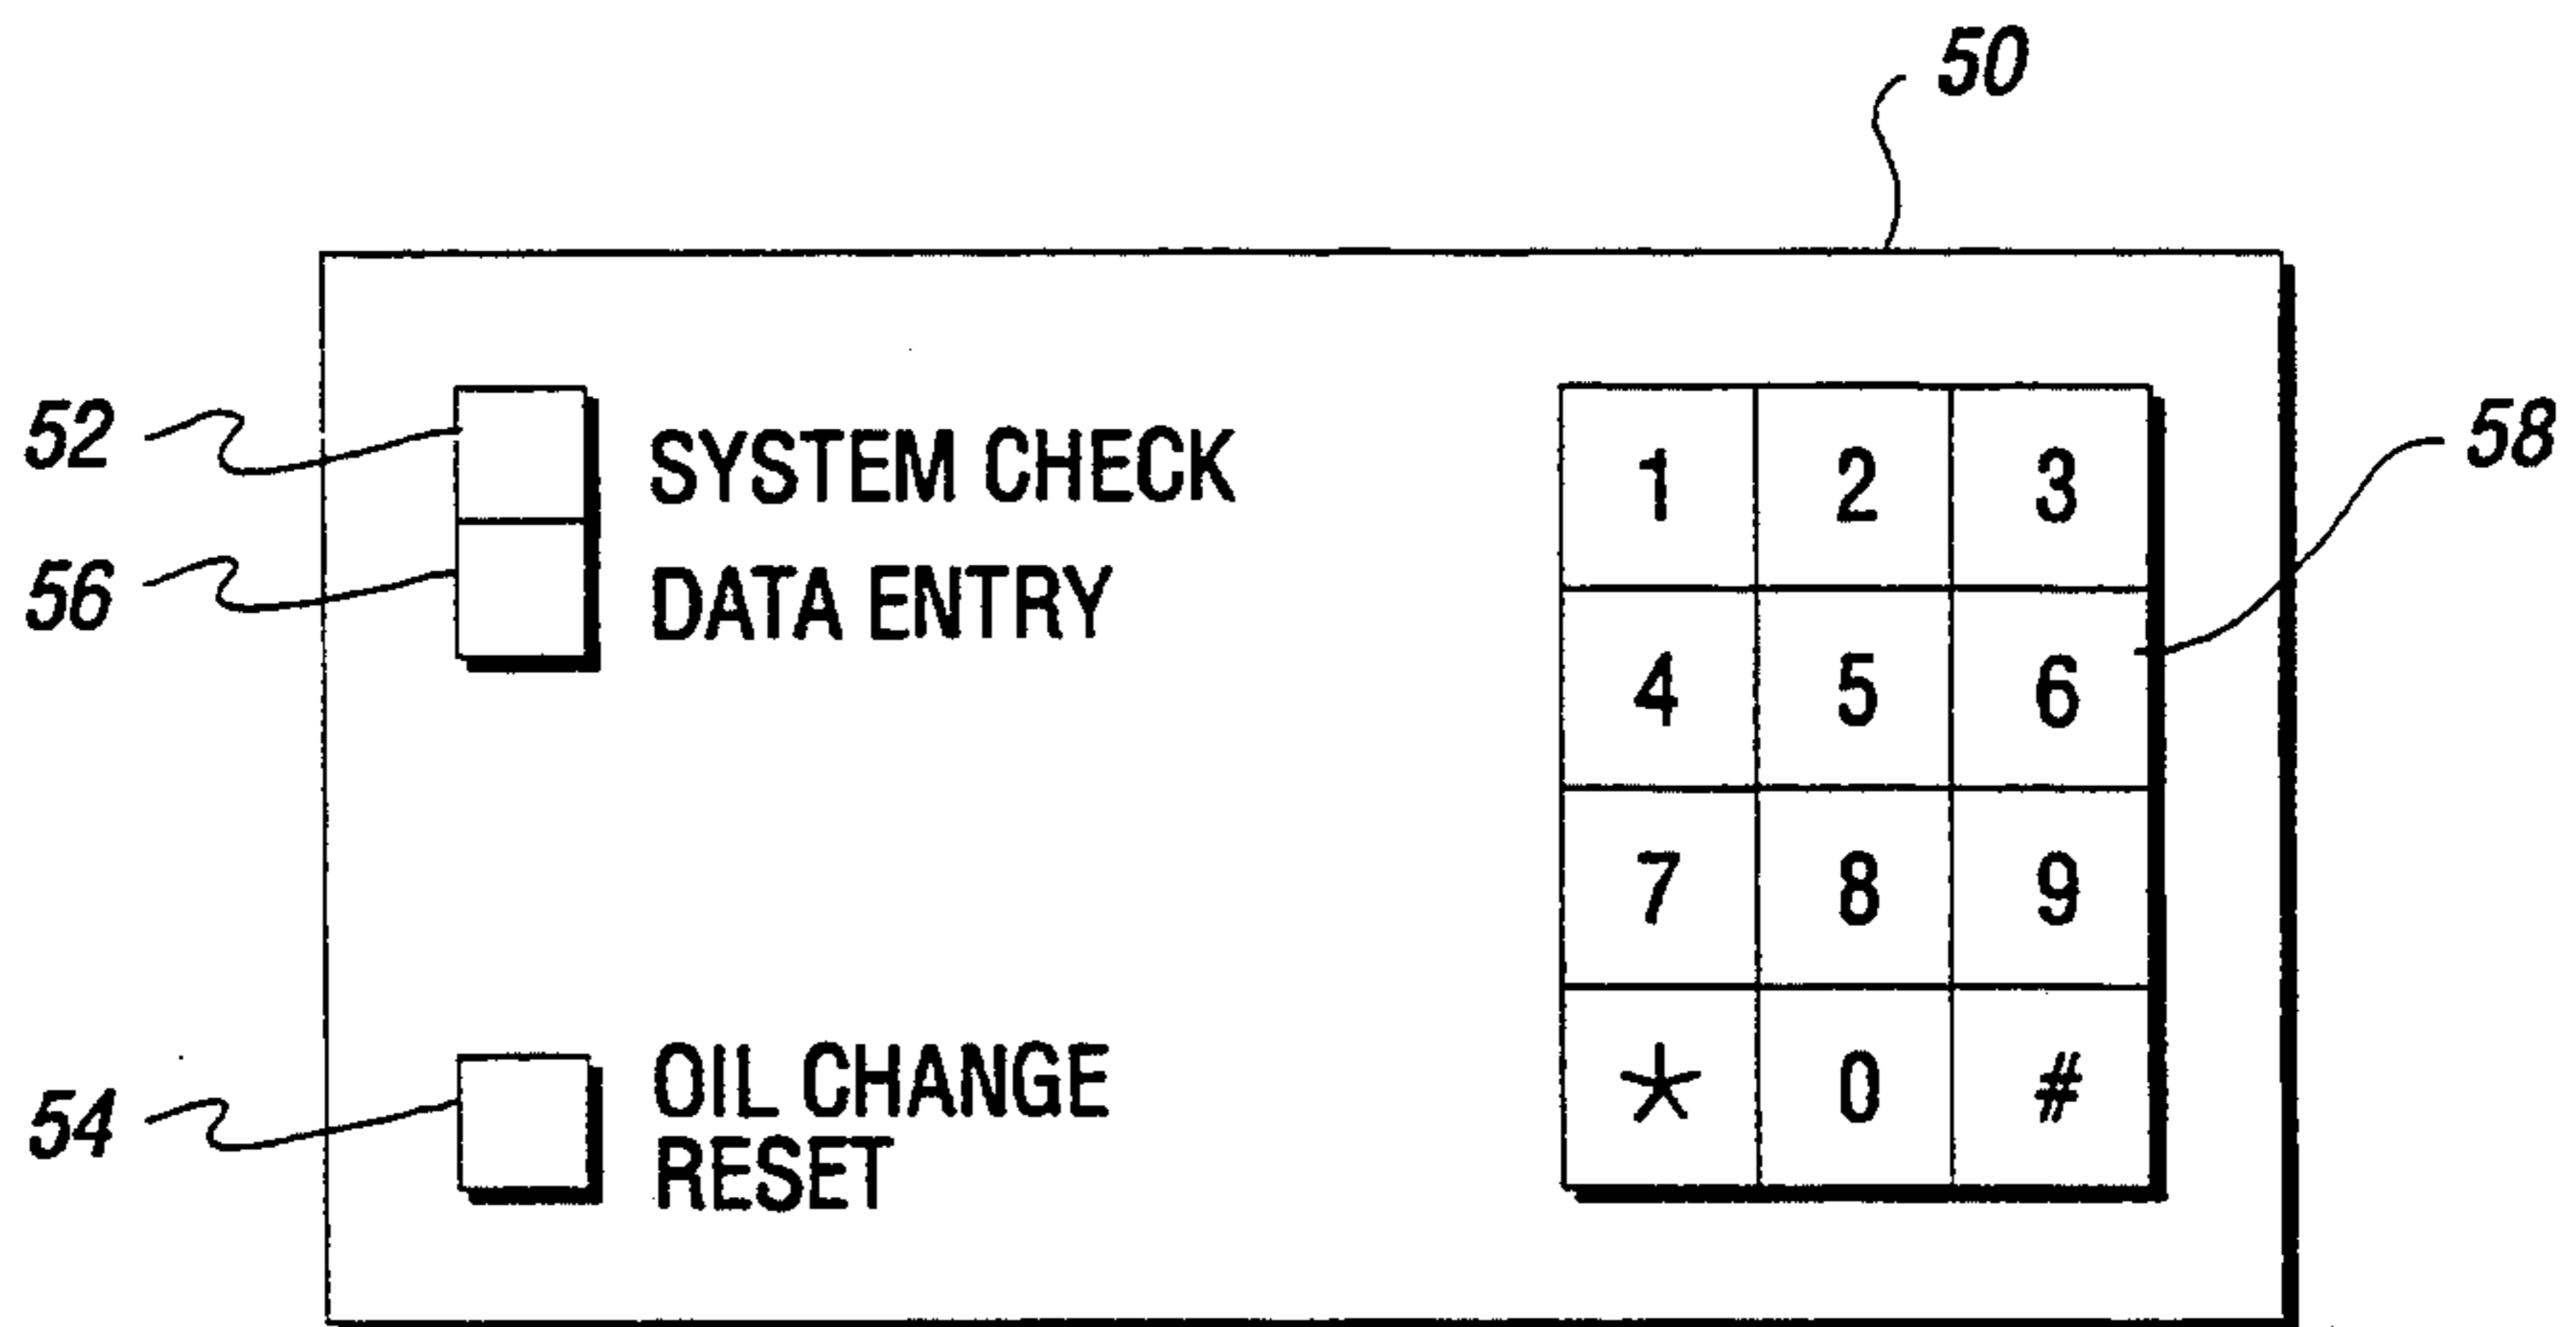 50
52 SYSTEM CHECK
56 DATA ENTRY
54 OIL CHANGE
RESET
1 2 3
58
4 5 6
7 8 9
* 0 #